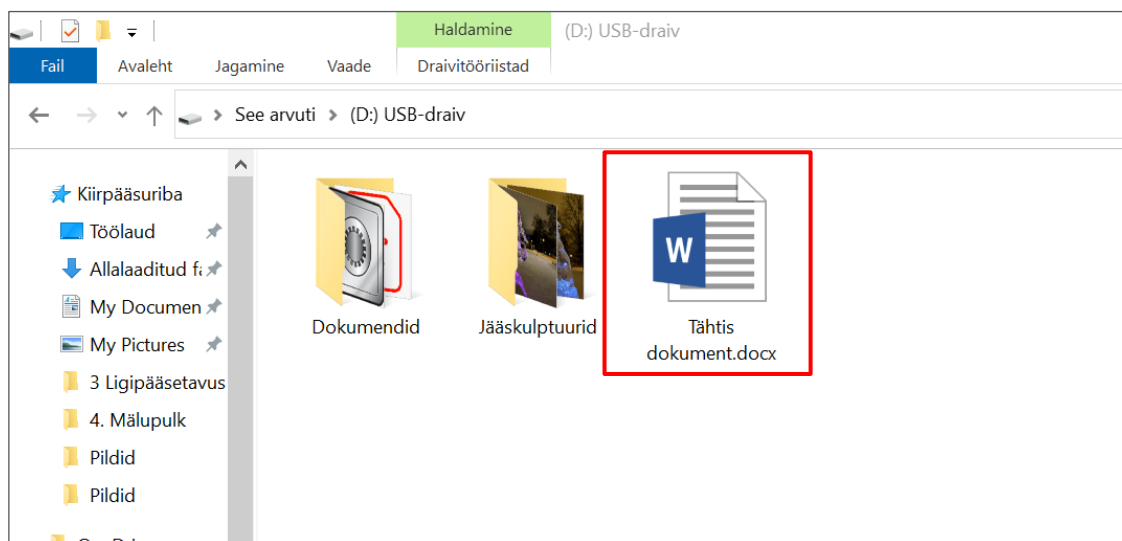 Haldamine
(D:) USB-draiv
Fail
Avaleht
Jagamine
Vaade
Draivitööriistad
See arvuti
(D:) USB-draiv
Kiirpääsuriba
Töölaud
Allalaaditud fa
My Documen
My Pictures
3 Ligipääsetavus
4. Mälupulk
Pildid
Pildid
Dokumendid
Jääskulptuurid
W
Tähtis
dokument.docx